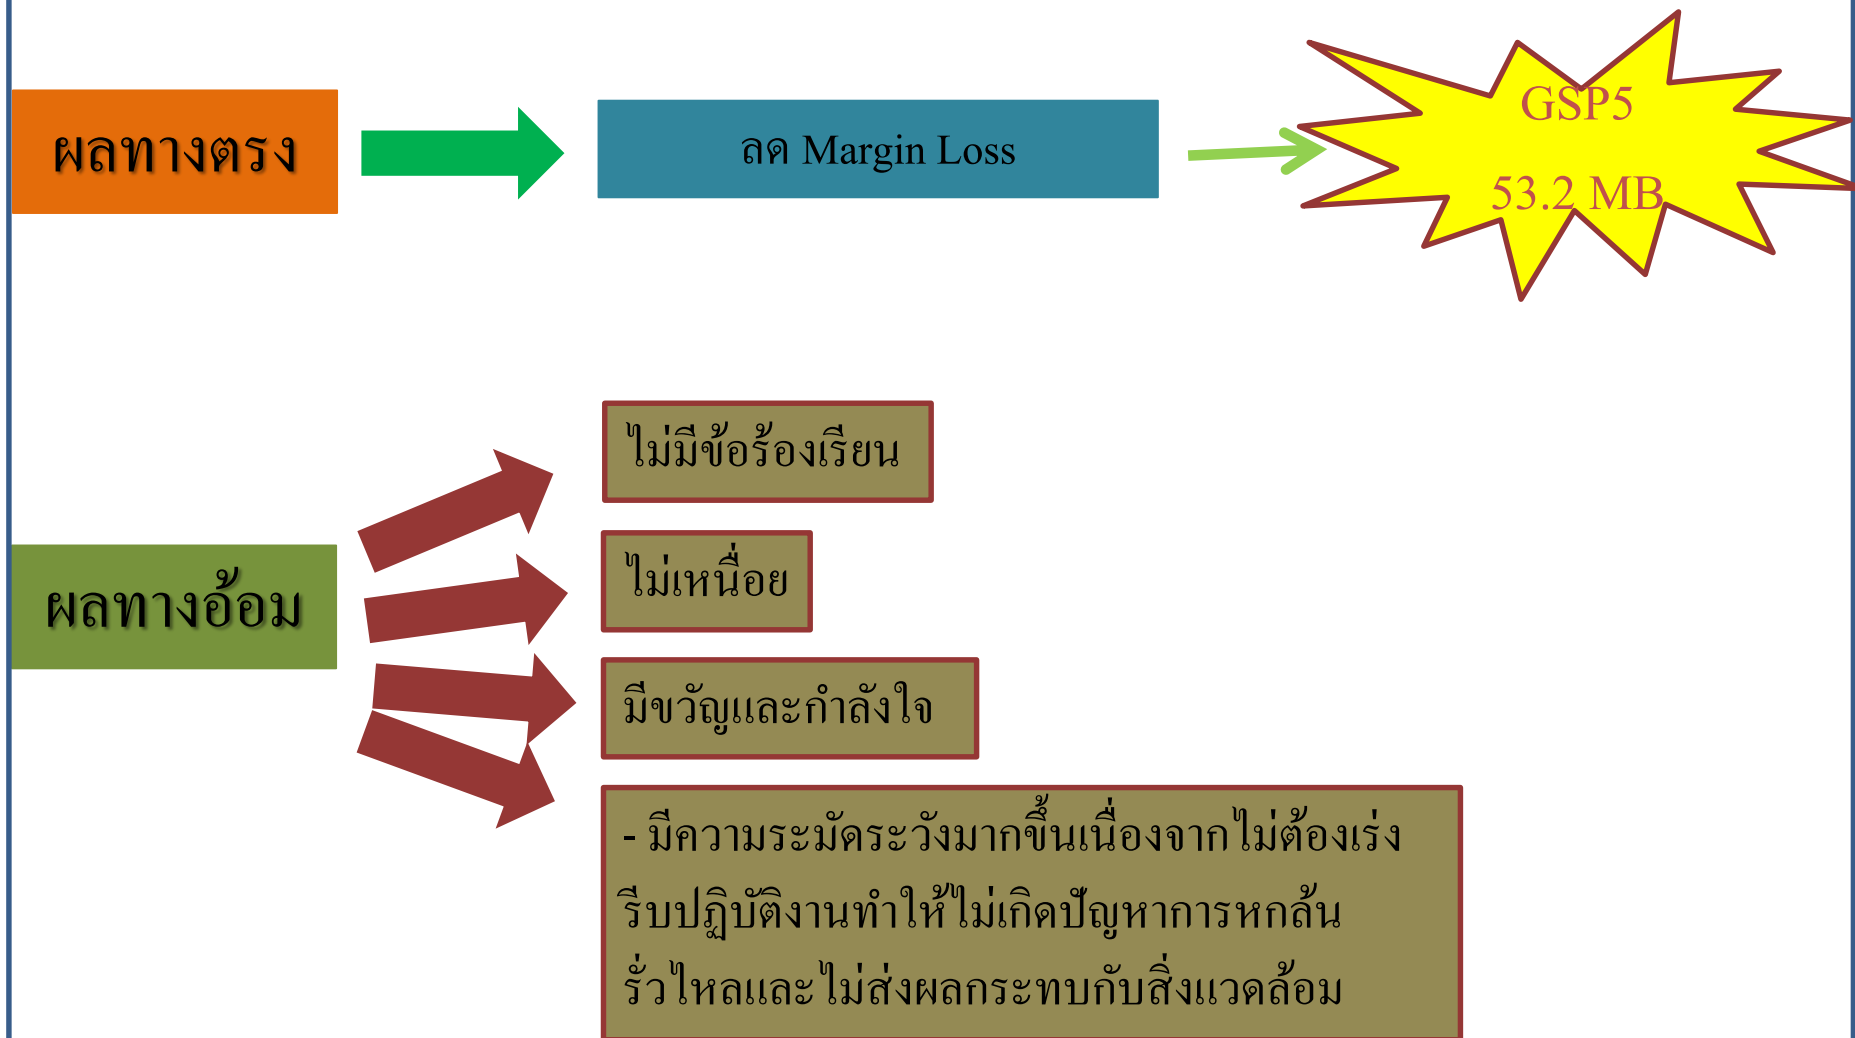 ผลทางตรง
ลด Margin Loss
GSP5
53.2 MB
ไม่มีข้อร้องเรียน
ไม่เหนื่อย
ผลทางอ้อม
มีขวัญและกำลังใจ
- มีความระมัดระวังมากขึ้นเนื่องจากไม่ต้องเร่ง
รีบปฏิบัติงานทำให้ไม่เกิดปัญหาการหกล้น
รั่วไหลและไม่ส่งผลกระทบกับสิ่งแวดล้อม